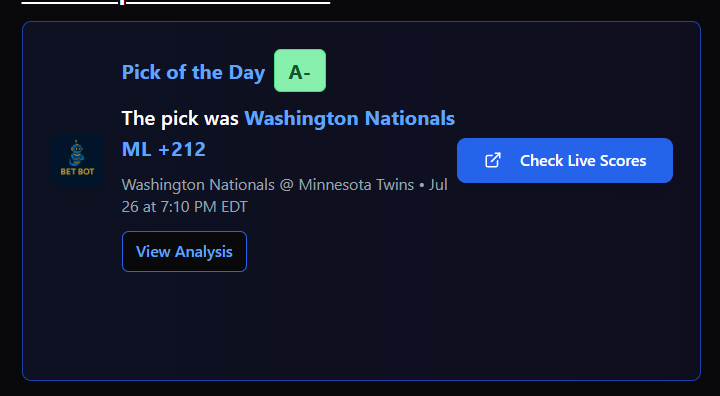 Pick of the Day A-
The pick was Washington Nationals
ML +212
Washington Nationals @ Minnesota Twins • Jul
26 at 7:10 PM EDT
View Analysis
BET BOT
Check Live Scores